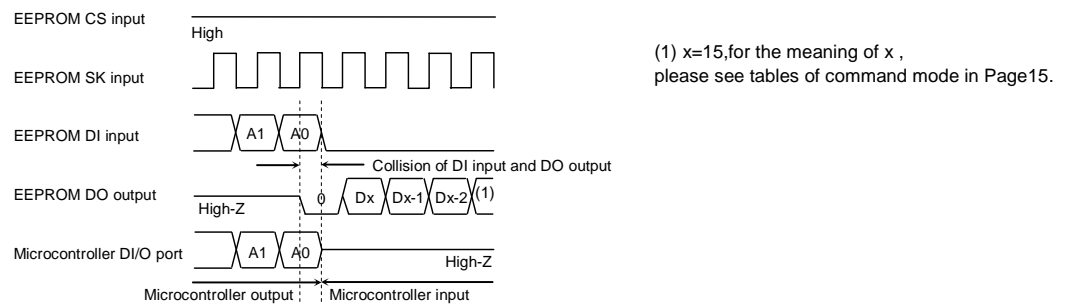 EEPROM CS input
High
(1) x=15,for the meaning of x ,
please see tables of command mode in Page15.
EEPROM SK input
EEPROM DI input
A1
A0
Collision of DI input and DO output
EEPROM DO output
High-Z
0
Dx
Dx-1
Dx-2
(1)
Microcontroller DI/O port
A1
A0
High-Z
Microcontroller output
Microcontroller input